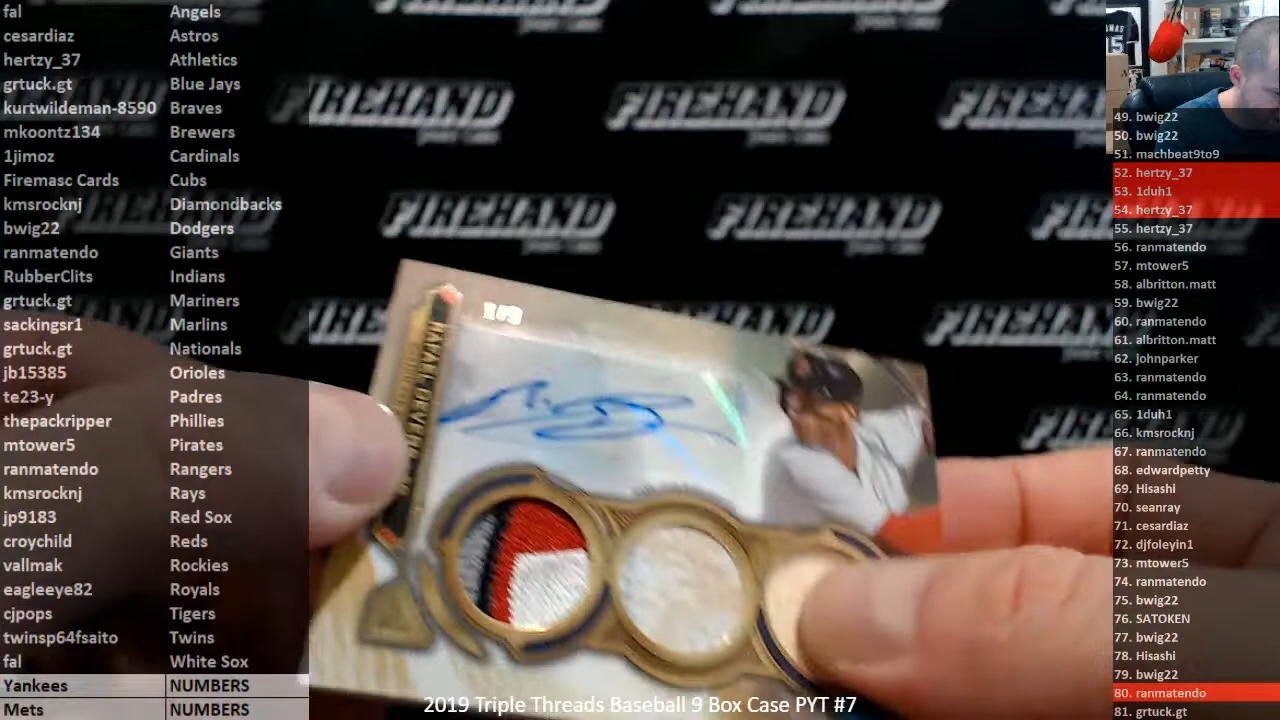 fal Angels
cesardiaz Astros
hertzy_37 Athletics
grtuck.gt Blue Jays
kurtwildeman-8590 Braves
mkoontz134 Brewers
1jimoz Cardinals
Firemasc Cards Cubs
kmsrocknj Diamondbacks
bwig22 Dodgers
ranmatendo Giants
RubberClits Indians
grtuck.gt Mariners
sackingsr1 Marlins
grtuck.gt Nationals
jb15385 Orioles
te23-y Padres
thepackripper Phillies
mtower5 Pirates
ranmatendo Rangers
kmsrocknj Rays
jp9183 Red Sox
croychild Reds
vallmak Rockies
eagleeye82 Royals
cjpops Tigers
twinsp64fsaito Twins
fal White Sox
Yankees NUMBERS
Mets NUMBERS
FIREHAND
FIREHAND
FIREHAND
FIREHAND
FIREHAND
RAFAEL DEVERS
2019 Triple Threads Baseball 9 Box Case PYT #7
49. bwig22
50. bwig22
51. machbeat9to9
52. hertzy_37
53. 1duh1
54. hertzy_37
55. hertzy_37
56. ranmatendo
57. mtower5
58. albritton.matt
59. bwig22
60. ranmatendo
61. albritton.matt
62. johnparker
63. ranmatendo
64. ranmatendo
65. 1duh1
66. kmsrocknj
67. ranmatendo
68. edwardpetty
69. Hisashi
70. seanray
71. cesardiaz
72. djfoleyin1
73. mtower5
74. ranmatendo
75. bwig22
76. SATOKEN
77. bwig22
78. Hisashi
79. bwig22
80. ranmatendo
81. grtuck.gt